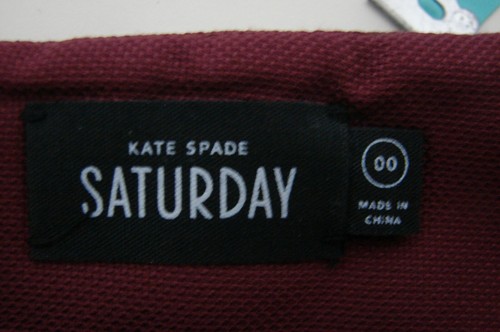 KATE SPADE
SATURDAY
00
MADE IN
CHINA